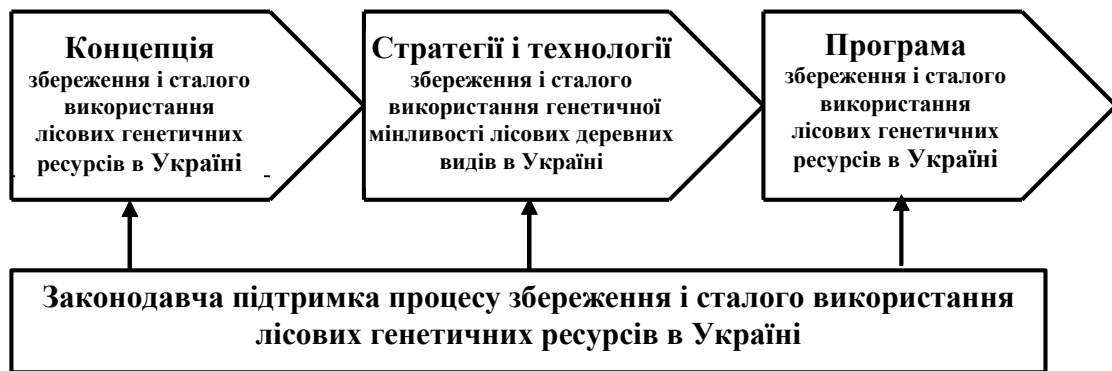 Концепція
збереження і сталого
використання
лісових генетичних
ресурсів в Україні
Стратегії і технології
збереження і сталого
використання генетичної
мінливості лісових деревних
видів в Україні
Програма
збереження і сталого
використання
лісових генетичних
ресурсів в Україні
Законодавча підтримка процесу збереження і сталого використання
лісових генетичних ресурсів в Україні